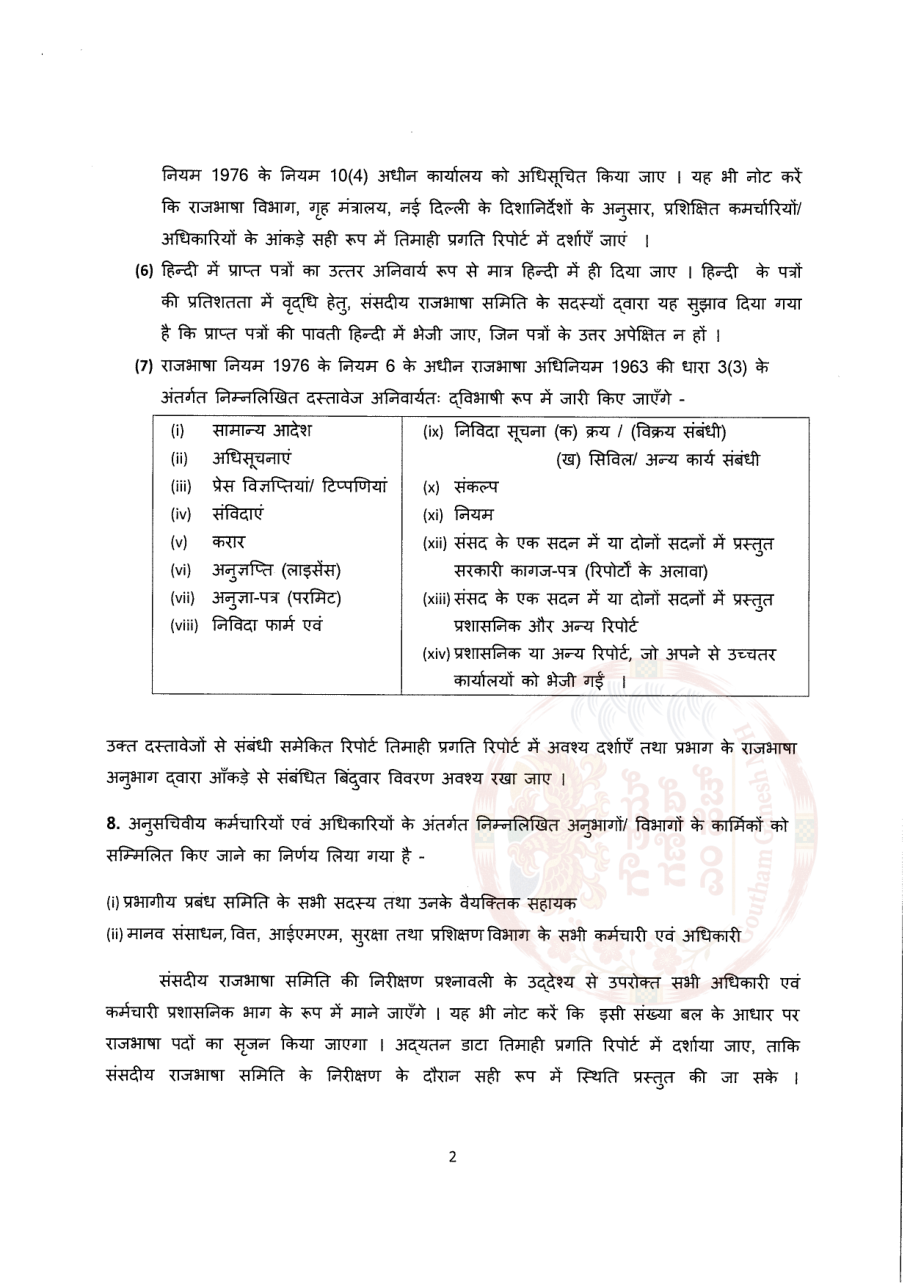 नियम 1976 के नियम 10(4) अधीन कार्यालय को अधिसूचित किया जाए । यह भी नोट करें
कि राजभाषा विभाग, गृह मंत्रालय, नई दिल्ली के दिशानिर्देशों के अनुसार, प्रशिक्षित कमर्चारियों/
अधिकारियों के आंकड़े सही रूप में तिमाही प्रगति रिपोर्ट में दर्शाएँ जाएं ।
(6) हिन्दी में प्राप्त पत्रों का उत्तर अनिवार्य रूप से मात्र हिन्दी में ही दिया जाए । हिन्दी के पत्रों
की प्रतिशतता में वृद्धि हेतु, संसदीय राजभाषा समिति के सदस्यों द्वारा यह सुझाव दिया गया
है कि प्राप्त पत्रों की पावती हिन्दी में भेजी जाए, जिन पत्रों के उत्तर अपेक्षित न हों ।
(7) राजभाषा नियम 1976 के नियम 6 के अधीन राजभाषा अधिनियम 1963 की धारा 3(3) के
अंतर्गत निम्नलिखित दस्तावेज अनिवार्यतः द्विभाषी रूप में जारी किए जाएँगे -
(i) सामान्य आदेश
(ii) अधिसूचनाएं
(iii) प्रेस विज्ञप्तियां/ टिप्पणियां
(iv) संविदाएं
(v) करार
(vi) अनुज्ञप्ति (लाइसेंस)
(vii) अनुज्ञा-पत्र (परमिट)
(viii) निविदा फार्म एवं
(ix) निविदा सूचना (क) क्रय / (विक्रय संबंधी)
(ख) सिविल/ अन्य कार्य संबंधी
(x) संकल्प
(xi) नियम
(xii) संसद के एक सदन में या दोनों सदनों में प्रस्तुत
सरकारी कागज-पत्र (रिपोर्टों के अलावा)
(xiii) संसद के एक सदन में या दोनों सदनों में प्रस्तुत
प्रशासनिक और अन्य रिपोर्ट
(xiv) प्रशासनिक या अन्य रिपोर्ट, जो अपने से उच्चतर
कार्यालयों को भेजी गईं ।
उक्त दस्तावेजों से संबंधी समेकित रिपोर्ट तिमाही प्रगति रिपोर्ट में अवश्य दर्शाएँ तथा प्रभाग के राजभाषा
अनुभाग द्वारा आँकड़े से संबंधित बिंदुवार विवरण अवश्य रखा जाए ।
8. अनुसचिवीय कर्मचारियों एवं अधिकारियों के अंतर्गत निम्नलिखित अनुभागों/ विभागों के कार्मिकों को
सम्मिलित किए जाने का निर्णय लिया गया है -
(i) प्रभागीय प्रबंध समिति के सभी सदस्य तथा उनके वैयक्तिक सहायक
(ii) मानव संसाधन, वित्त, आईएमएम, सुरक्षा तथा प्रशिक्षण विभाग के सभी कर्मचारी एवं अधिकारी
संसदीय राजभाषा समिति की निरीक्षण प्रश्नावली के उद्देश्य से उपरोक्त सभी अधिकारी एवं
कर्मचारी प्रशासनिक भाग के रूप में माने जाएँगे । यह भी नोट करें कि इसी संख्या बल के आधार पर
राजभाषा पदों का सृजन किया जाएगा । अद्यतन डाटा तिमाही प्रगति रिपोर्ट में दर्शाया जाए, ताकि
संसदीय राजभाषा समिति के निरीक्षण के दौरान सही रूप में स्थिति प्रस्तुत की जा सके ।
2